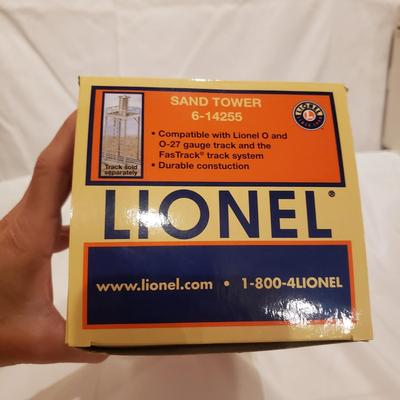 SAND TOWER
6-14255
• Compatible with Lionel O and
O-27 gauge track and the
FasTrack® track system
• Durable constuction
Track sold
separately
LIONEL®
www.lionel.com • 1-800-4LIONEL